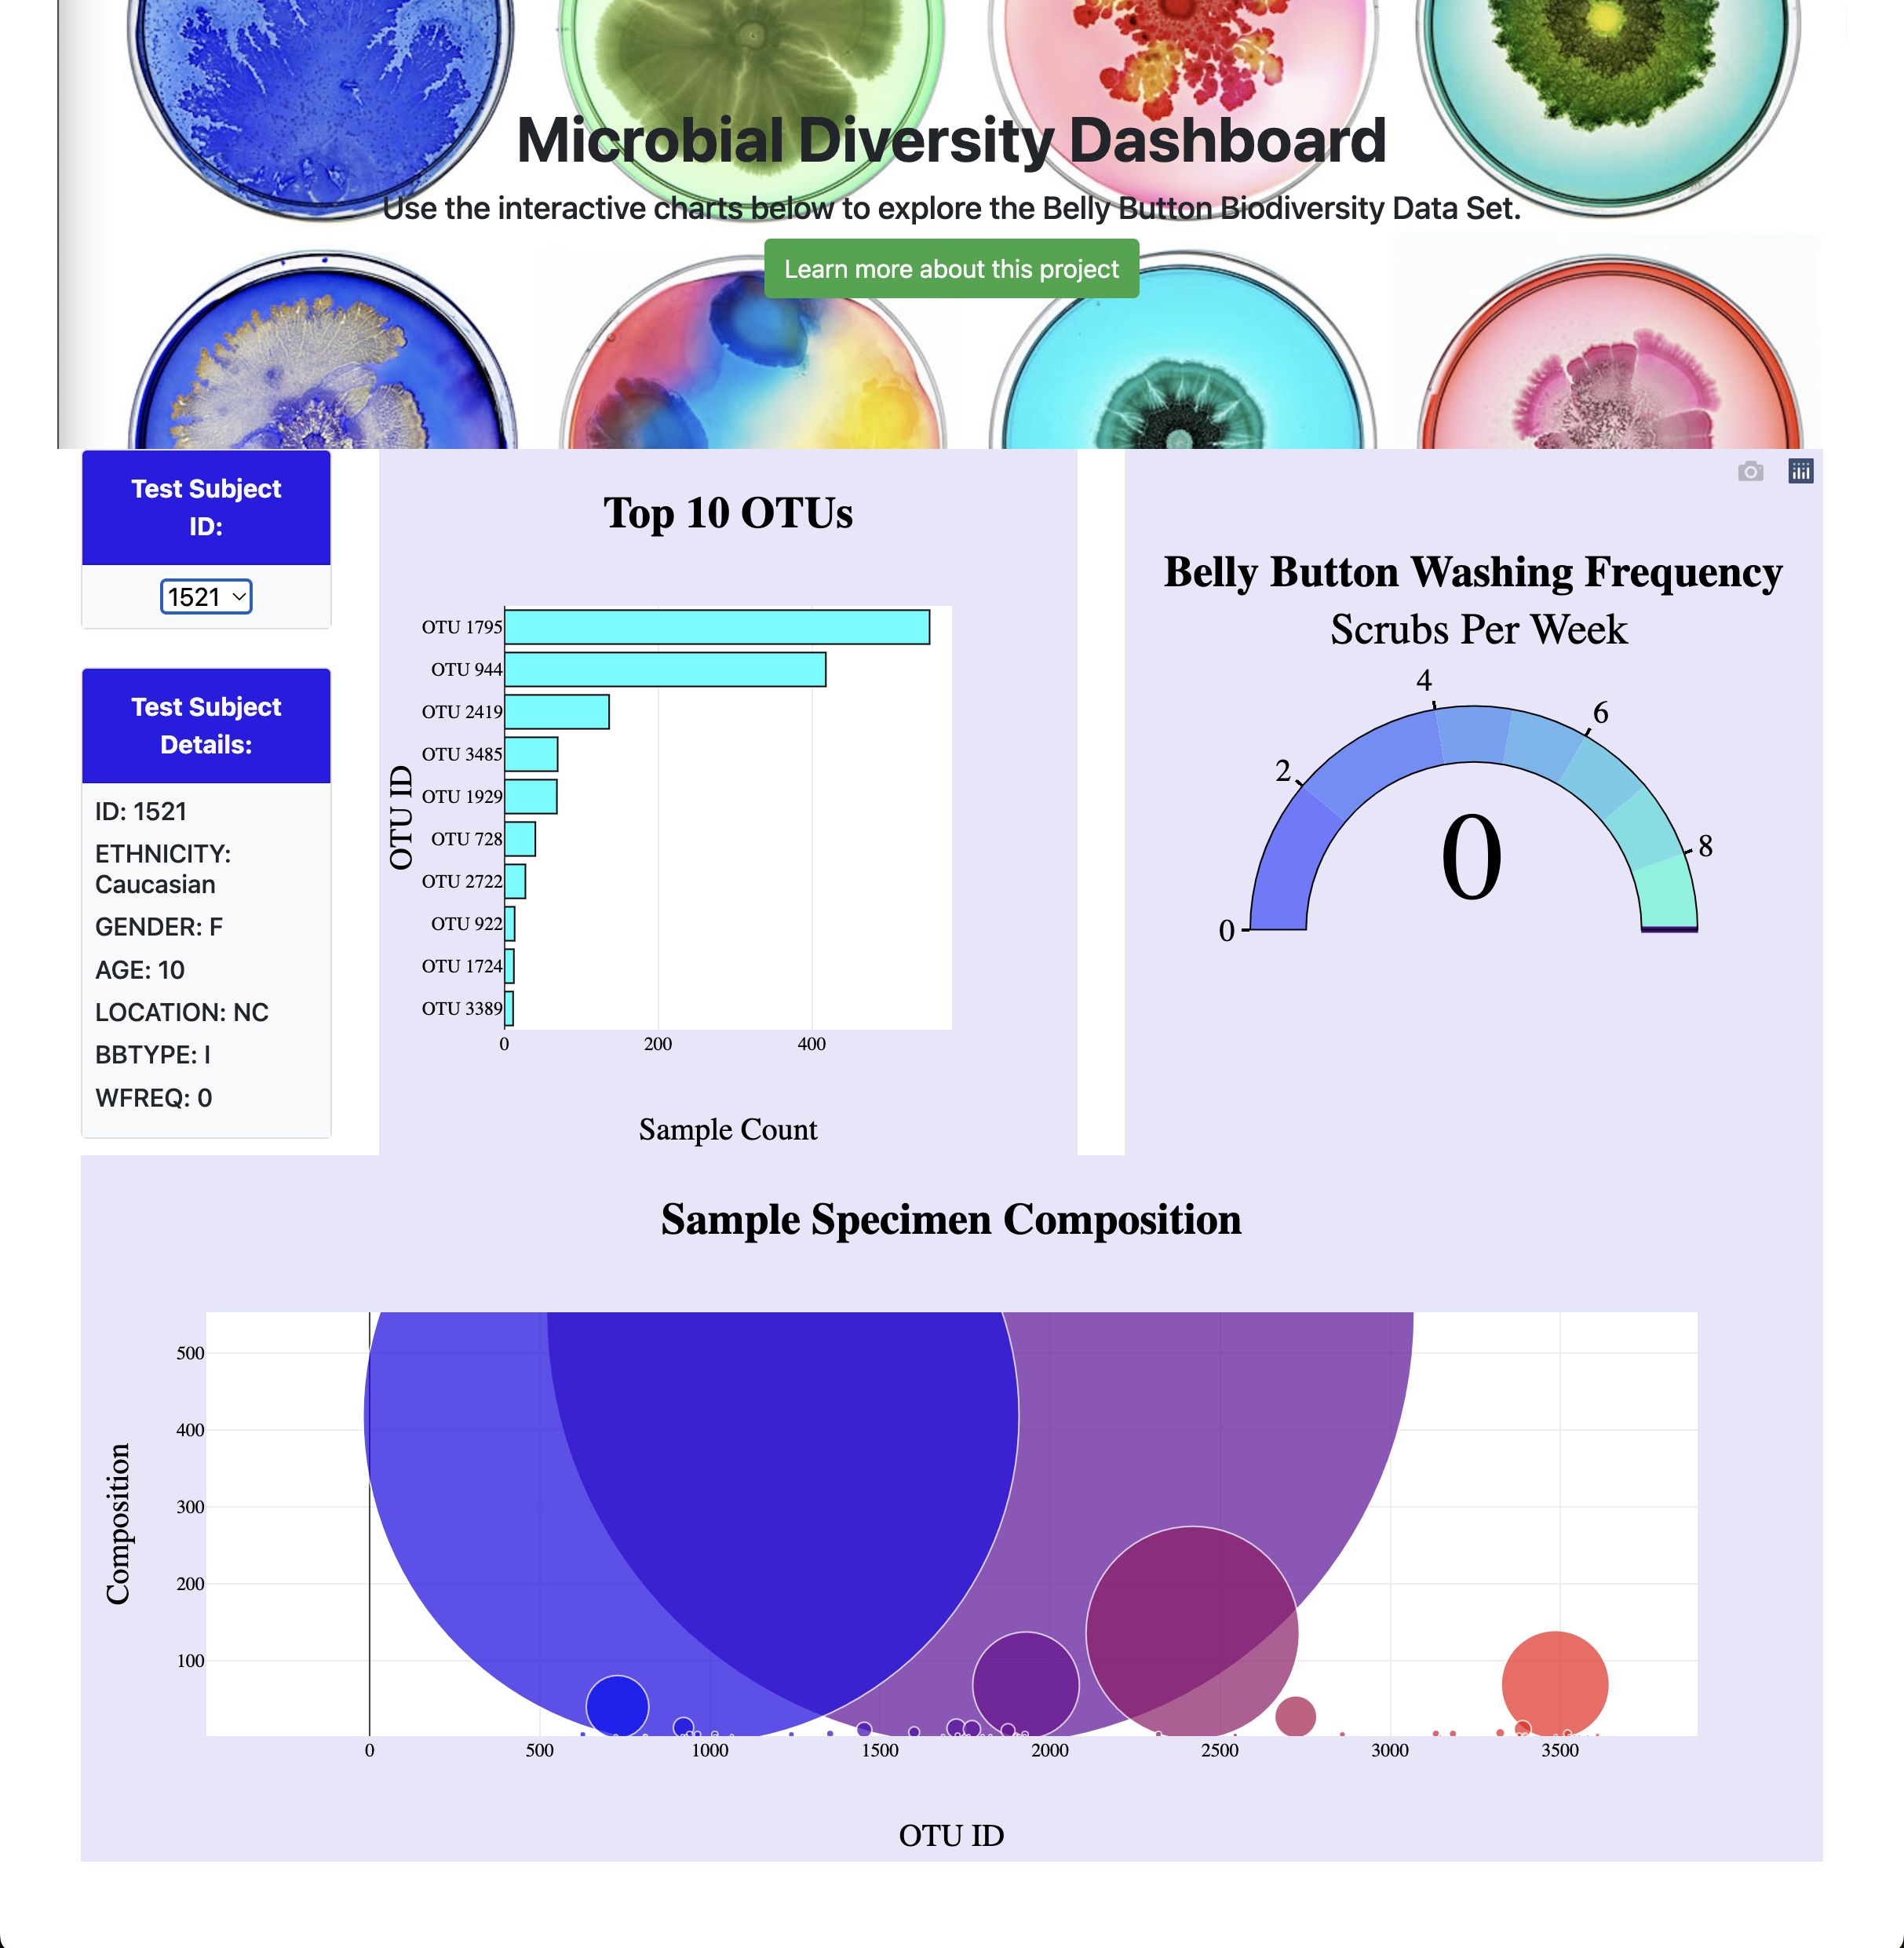 Microbial Diversity Dashboard
Use the interactive charts below to explore the Belly Button Biodiversity Data Set.
Learn more about this project
Test Subject
ID:
1521
Test Subject
Details:
ID: 1521
ETHNICITY:
Caucasian
GENDER: F
AGE: 10
LOCATION: NC
BBTYPE: I
WFREQ: 0
Top 10 OTUs
OTU ID
OTU 1795
OTU 944
OTU 2419
OTU 3485
OTU 1929
OTU 728
OTU 2722
OTU 922
OTU 1724
OTU 3389
0 200 400
Sample Count
Belly Button Washing Frequency
Scrubs Per Week
0
2
4
6
8
0
Sample Specimen Composition
Composition
500
400
300
200
100
0 500 1000 1500 2000 2500 3000 3500
OTU ID